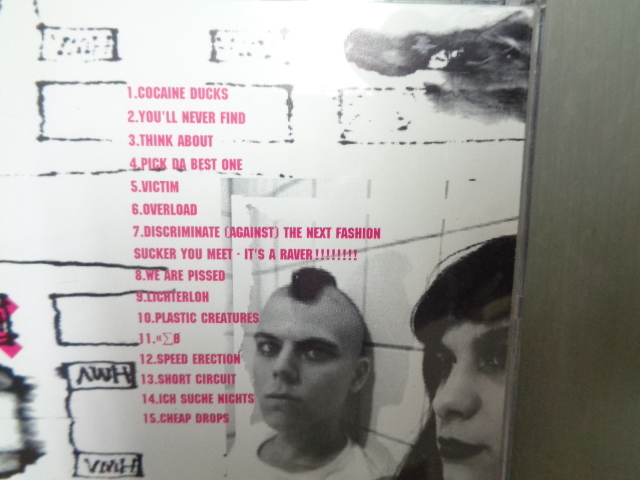 1.COCAINE DUCKS
2.YOU'LL NEVER FIND
3.THINK ABOUT
4.PICK DA BEST ONE
5.VICTIM
6.OVERLOAD
7.DISCRIMINATE (AGAINST) THE NEXT FASHION
SUCKER YOU MEET - IT'S A RAVER!!!!!!!!
8.WE ARE PISSED
9.LICHTERLOH
10.PLASTIC CREATURES
11.«∑Ø
12.SPEED ERECTION
13.SHORT CIRCUIT
14.ICH SUCHE NICHTS
15.CHEAP DROPS